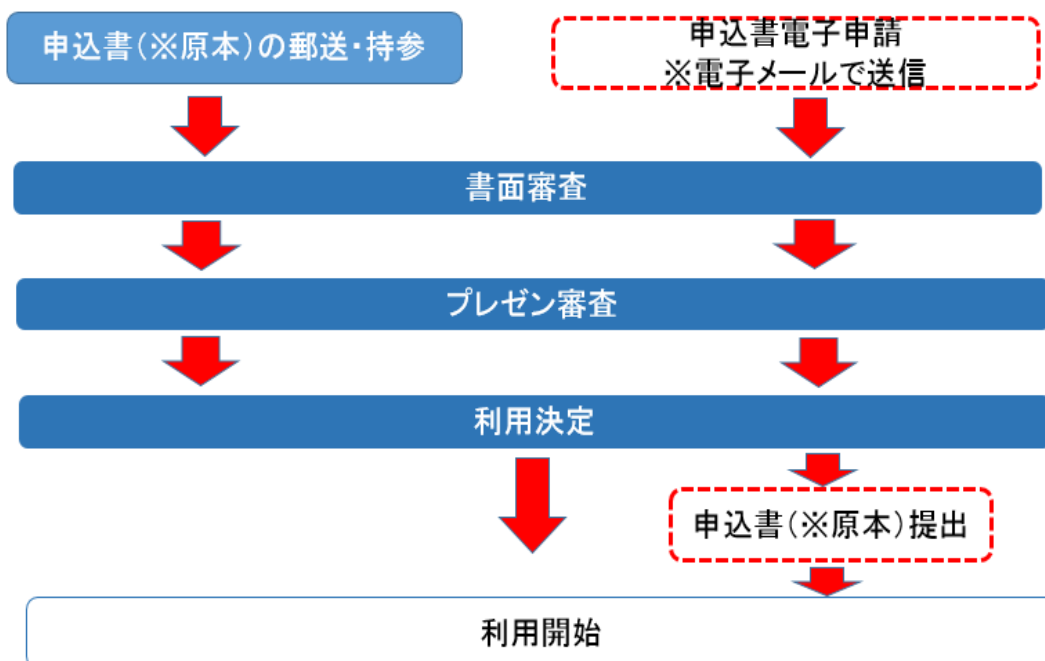 申込書(※原本)の郵送・持参
申込書電子申請
※電子メールで送信
書面審査
プレゼン審査
利用決定
申込書(※原本)提出
利用開始